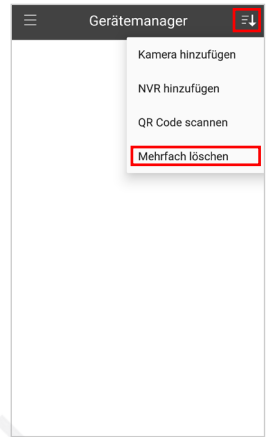 Gerätemanager
Kamera hinzufügen
NVR hinzufügen
QR Code scannen
Mehrfach löschen